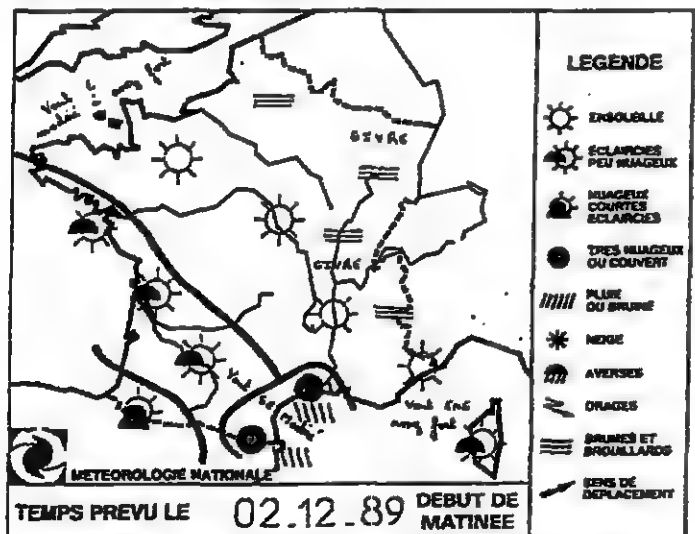 Vent
fort
GIVRE
GIVRE
Vent
Vent
fort
METEOROLOGIE NATIONALE
TEMPS PREVU LE 02.12.89 DEBUT DE
MATINEE
LEGENDE
ENSOLEILLE
ECLAIRCIES
PEU NUAGEUX
NUAGEUX
COURTES
ECLAIRCIES
TRES NUAGEUX
OU COUVERT
PLUIE
OU BRUINE
NEIGE
AVERSES
ORAGES
BRUMES ET
BROUILLARDS
SENS DE
DEPLACEMENT